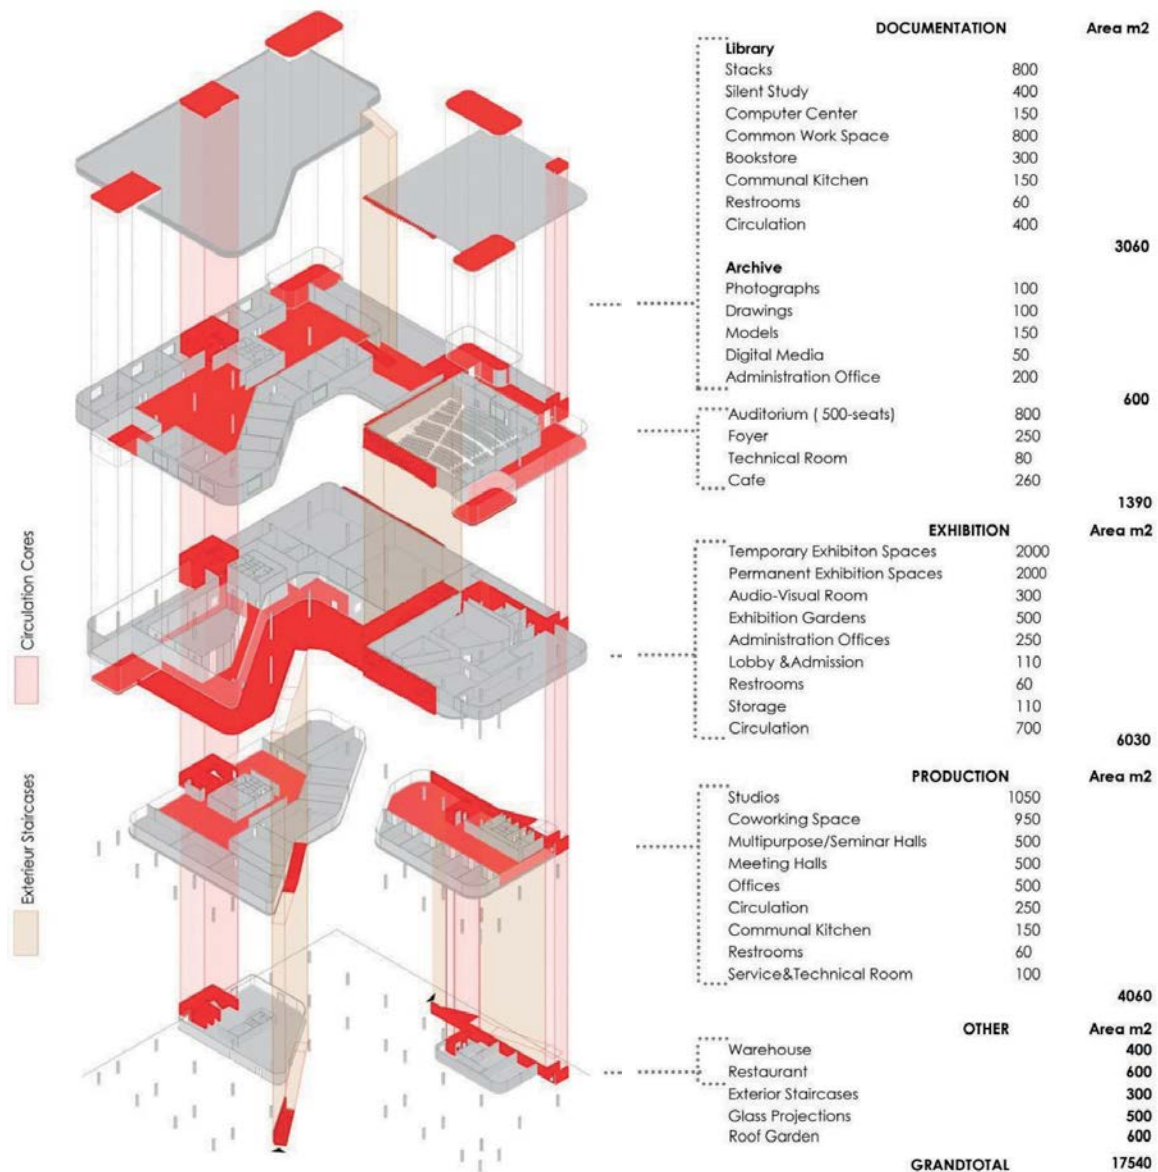 DOCUMENTATION Area m2
Library
Stacks 800
Silent Study 400
Computer Center 150
Common Work Space 800
Bookstore 300
Communal Kitchen 150
Restrooms 60
Circulation 400
3060
Archive
Photographs 100
Drawings 100
Models 150
Digital Media 50
Administration Office 200
600
Auditorium ( 500-seats) 800
Foyer 250
Technical Room 80
Cafe 260
1390
EXHIBITION Area m2
Temporary Exhibiton Spaces 2000
Permanent Exhibition Spaces 2000
Audio-Visual Room 300
Exhibition Gardens 500
Administration Offices 250
Lobby &Admission 110
Restrooms 60
Storage 110
Circulation 700
6030
PRODUCTION Area m2
Studios 1050
Coworking Space 950
Multipurpose/Seminar Halls 500
Meeting Halls 500
Offices 500
Circulation 250
Communal Kitchen 150
Restrooms 60
Service&Technical Room 100
4060
OTHER Area m2
Warehouse 400
Restaurant 600
Exterior Staircases 300
Glass Projections 500
Roof Garden 600
GRANDTOTAL 17540
Circulation Cores
Exterieur Staircases